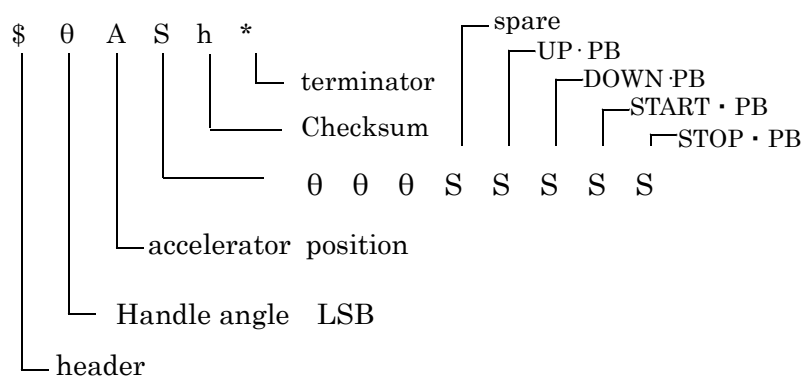 $ θ A S h *
spare
UP・PB
DOWN・PB
terminator
START・PB
Checksum
STOP・PB
θ θ θ S S S S S
accelerator position
Handle angle LSB
header